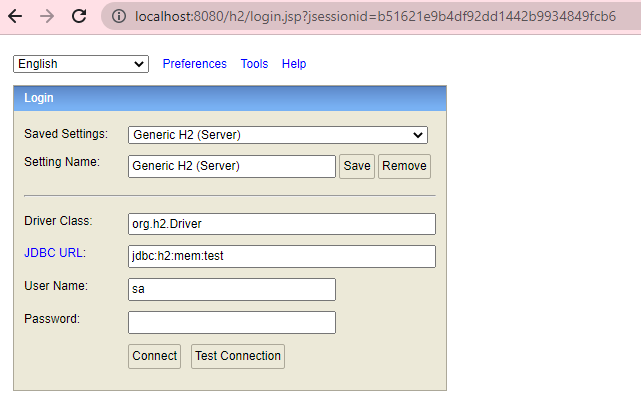 localhost:8080/h2/login.jsp?jsessionid=b51621e9b4df92dd1442b9934849fcb6
English Preferences Tools Help
Login
Saved Settings: Generic H2 (Server)
Setting Name: Generic H2 (Server) Save Remove
Driver Class: org.h2.Driver
JDBC URL: jdbc:h2:mem:test
User Name: sa
Password:
Connect Test Connection